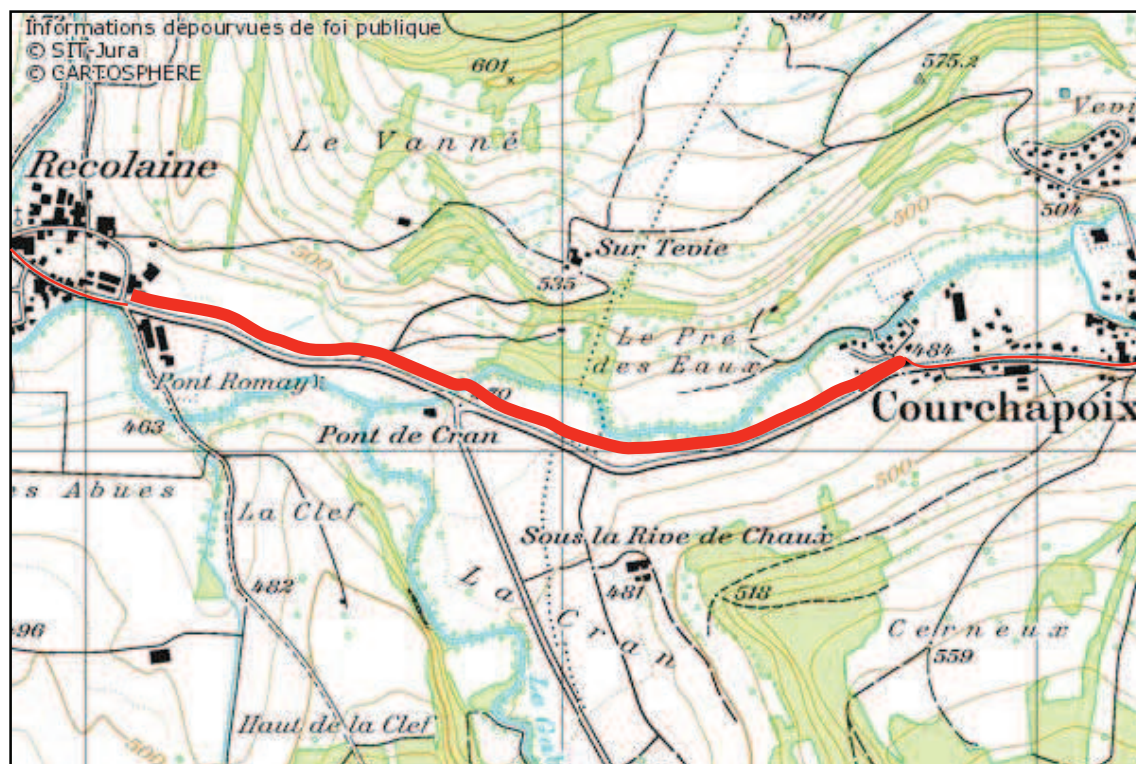 Informations dépourvues de foi publique
© SIT-Jura
© CARTOSPHERE
601
575.2
Le Vanné
Recolaine
504
500
Sur Tevie
500
535
Le Pré
des Eaux
484
Pont Romay
470
Courchapoix
463
Pont de Cran
500
es Abues
La Clef
Sous la Rive de Chaux
482
La Cran
481
518
496
Cerneux
559
Haut de la Clef
500